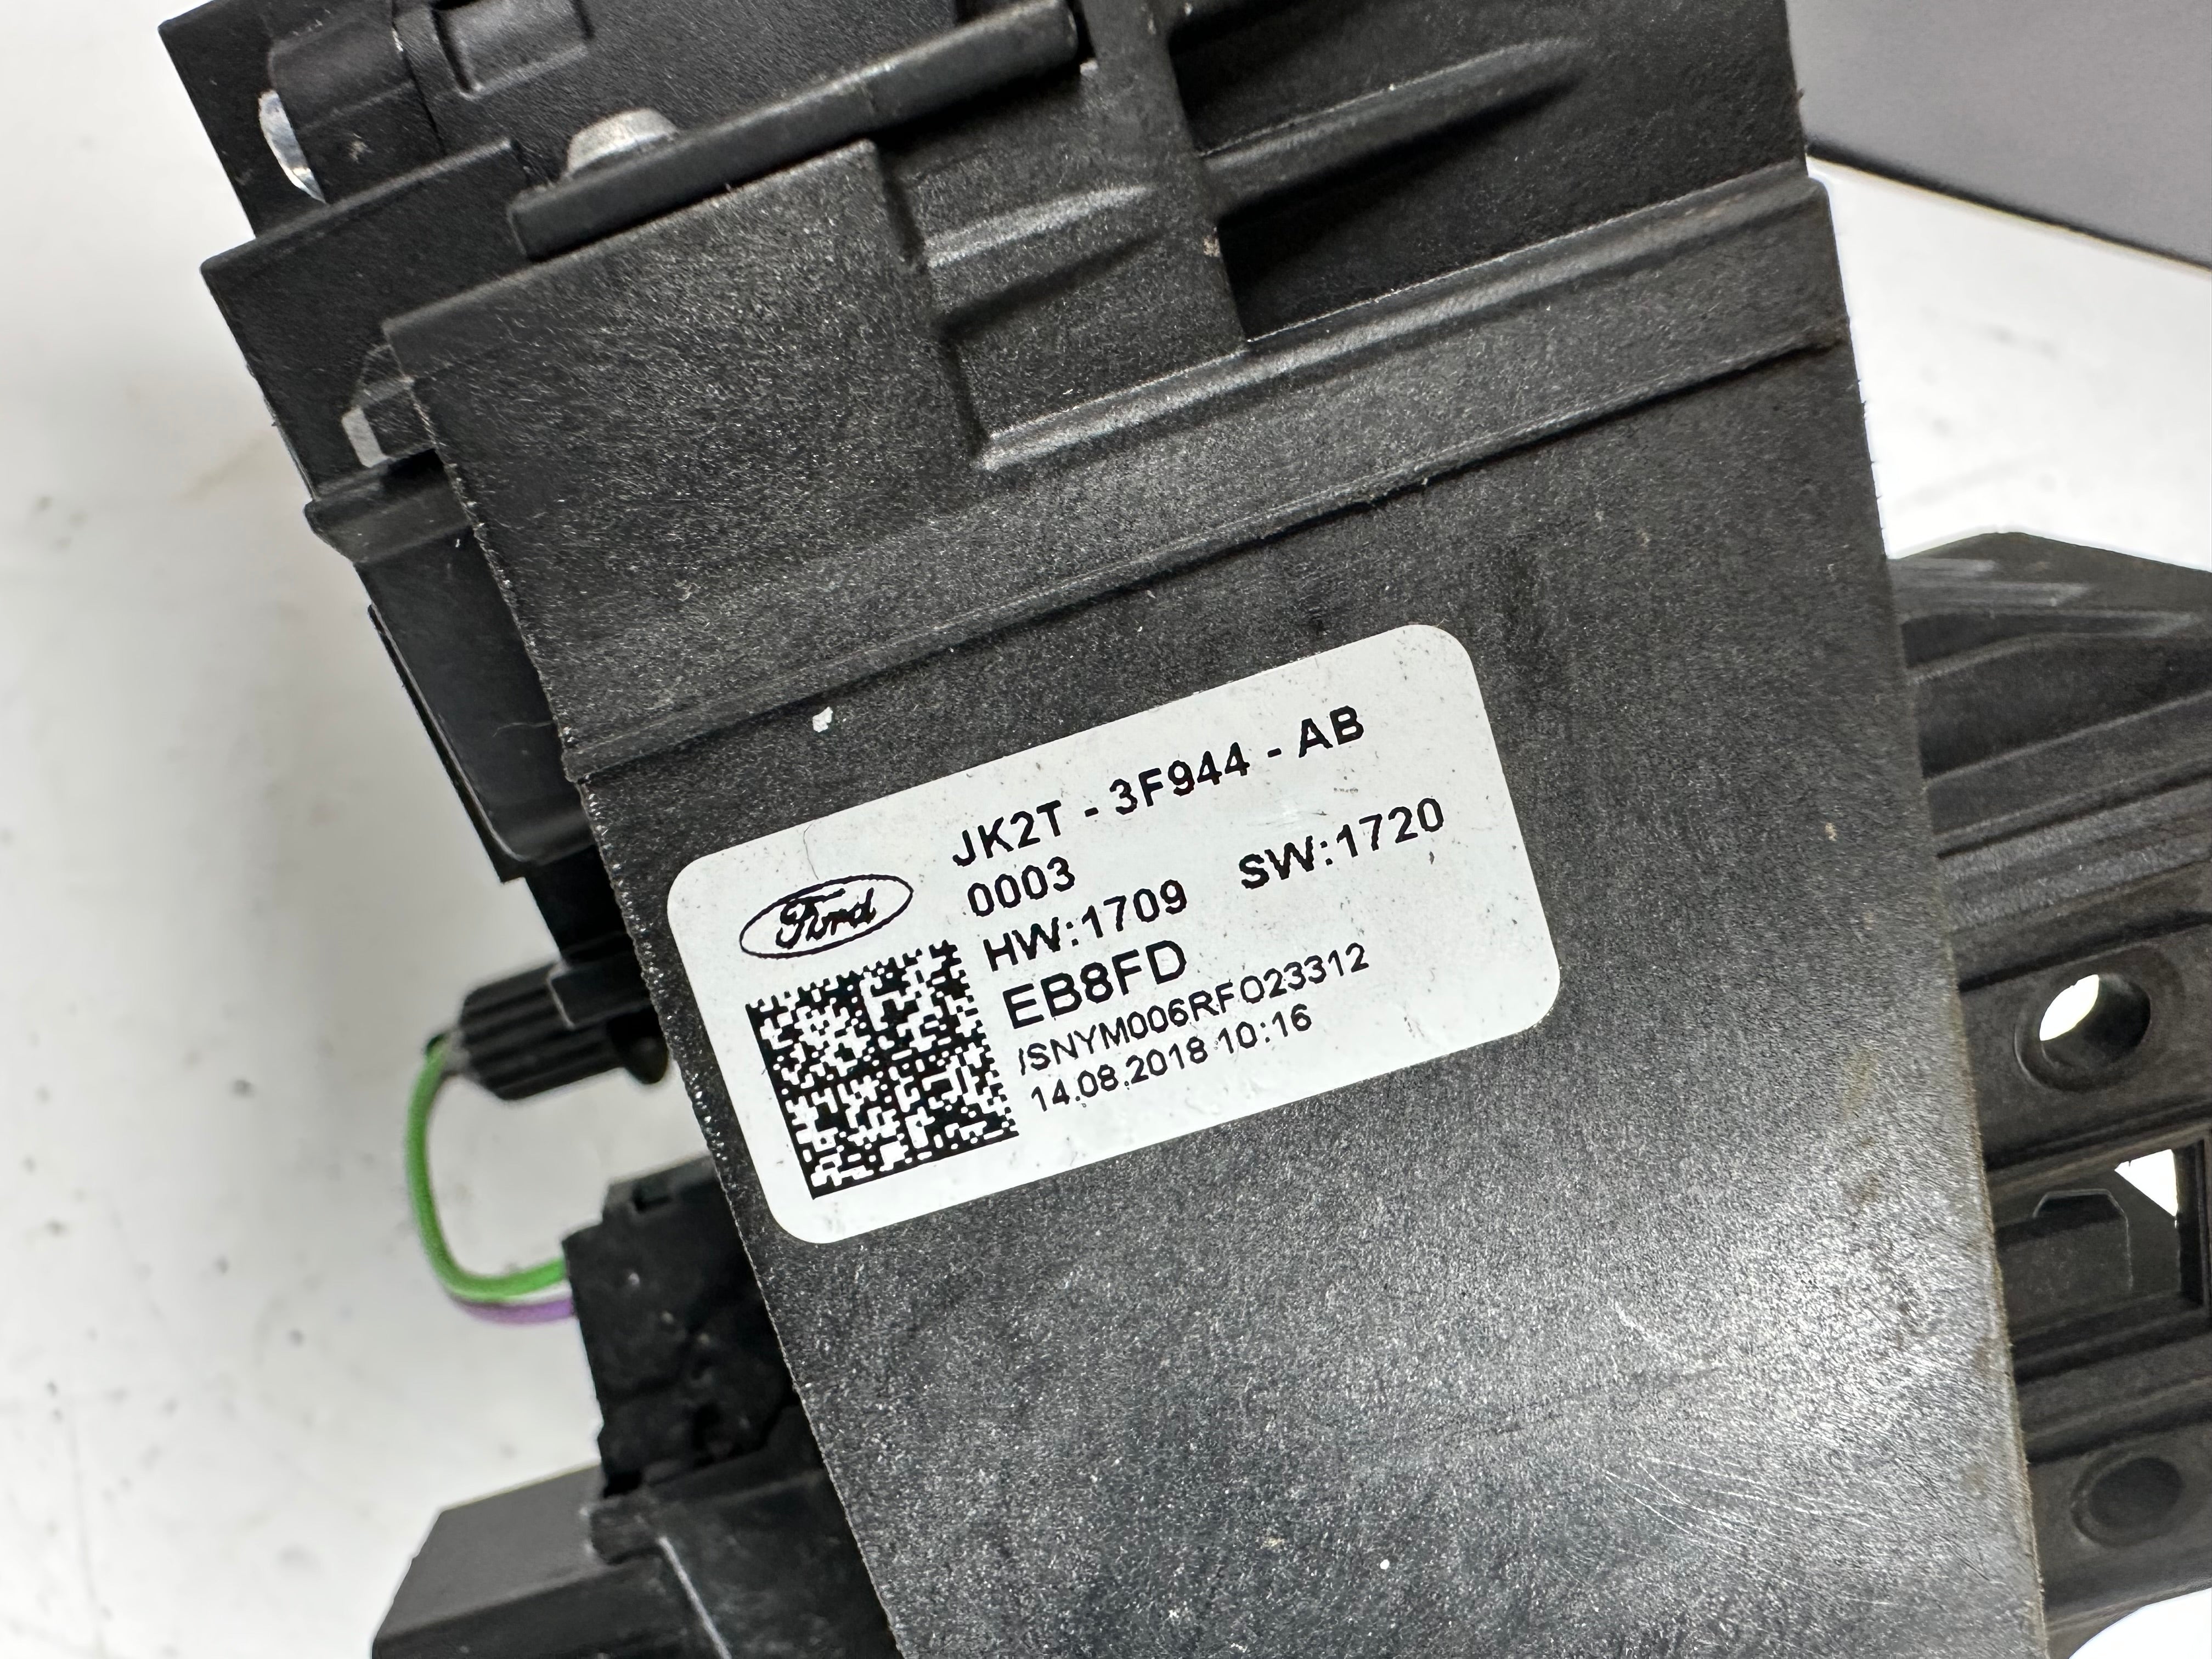 JK2T - 3F944 - AB
0003
HW:1709 SW:1720
Ford
EB8FD
/SNYM006RFO23312
14.08.2018 10:16